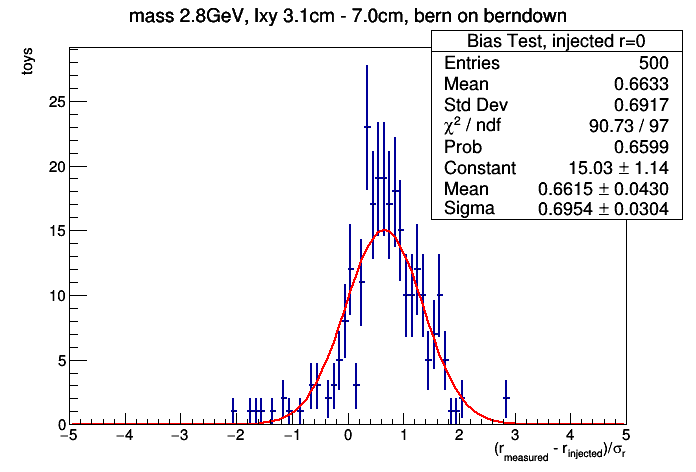 mass 2.8GeV, lxy 3.1cm - 7.0cm, bern on berndown
toys
Bias Test, injected r=0
Entries 500
Mean 0.6633
Std Dev 0.6917
χ² / ndf 90.73 / 97
Prob 0.6599
Constant 15.03 ± 1.14
Mean 0.6615 ± 0.0430
Sigma 0.6954 ± 0.0304
25
20
15
10
5
0
−5 −4 −3 −2 −1 0 1 2 3 4 5
(r_measured - r_injected)/σ_r